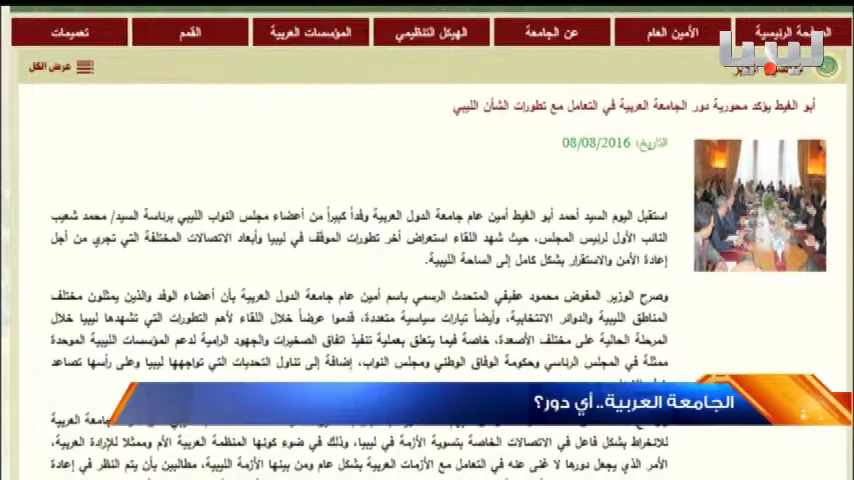 الصفحة الرئيسية
الأمين العام
عن الجامعة
الهيكل التنظيمي
المؤسسات العربية
القمم
تعميمات
ليبيا
عرض الكل
أبو الغيط يؤكد محورية دور الجامعة العربية في التعامل مع تطورات الشأن الليبي
التاريخ: 08/08/2016
استقبل اليوم السيد أحمد أبو الغيط أمين عام جامعة الدول العربية وفداً كبيراً من أعضاء مجلس النواب الليبي برئاسة السيد/ محمد شعيب
النائب الأول لرئيس المجلس، حيث شهد اللقاء استعراض أخر تطورات الموقف في ليبيا وأبعاد الاتصالات المختلفة التي تجري من أجل
إعادة الأمن والاستقرار بشكل كامل إلى الساحة الليبية.
وصرح الوزير المفوض محمود عفيفي المتحدث الرسمي باسم أمين عام جامعة الدول العربية بأن أعضاء الوفد والذين يمثلون مختلف
المناطق الليبية والدوائر الانتخابية، وأيضاً تيارات سياسية متعددة، قدموا عرضاً خلال اللقاء لأهم التطورات التي تشهدها ليبيا خلال
المرحلة الحالية على مختلف الأصعدة، خاصة فيما يتعلق بعملية تنفيذ اتفاق الصخيرات والجهود الرامية لدعم المؤسسات الليبية الموحدة
ممثلة في المجلس الرئاسي وحكومة الوفاق الوطني ومجلس النواب، إضافة إلى تناول التحديات التي تواجهها ليبيا وعلى رأسها تصاعد
الجامعة العربية.. أي دور؟
جامعة العربية
للانخراط بشكل فاعل في الاتصالات الخاصة بتسوية الأزمة في ليبيا، وذلك في ضوء كونها المنظمة العربية الأم وممثلا للإرادة العربية،
الأمر الذي يجعل دورها لا غنى عنه في التعامل مع الأزمات العربية بشكل عام ومن بينها الأزمة الليبية، مطالبين بأن يتم النظر في إعادة